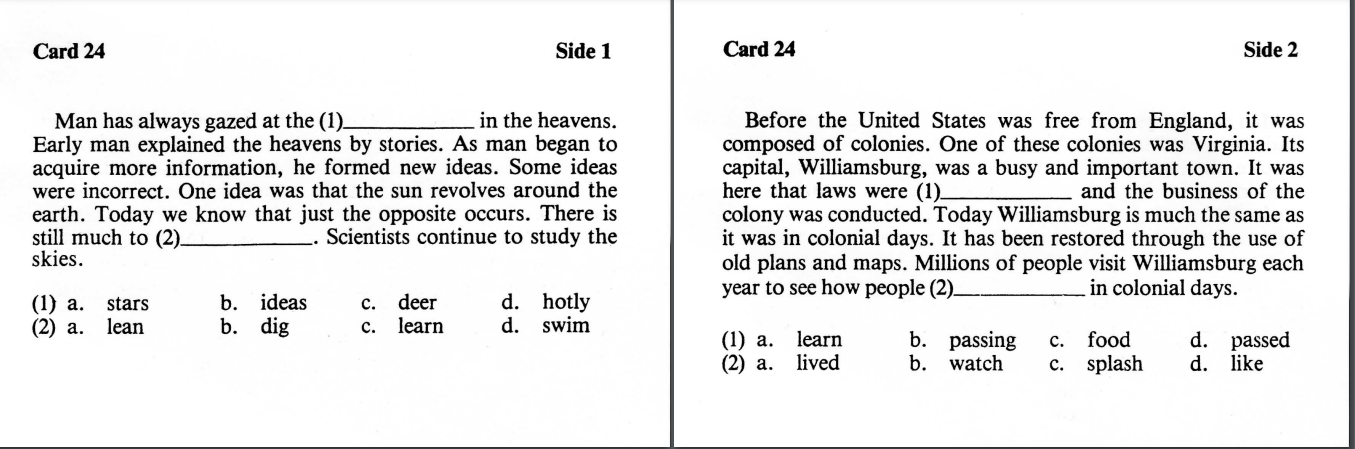 Card 24 Side 1
Man has always gazed at the (1)____________ in the heavens.
Early man explained the heavens by stories. As man began to
acquire more information, he formed new ideas. Some ideas
were incorrect. One idea was that the sun revolves around the
earth. Today we know that just the opposite occurs. There is
still much to (2)____________. Scientists continue to study the
skies.
(1) a. stars b. ideas c. deer d. hotly
(2) a. lean b. dig c. learn d. swim
Card 24 Side 2
Before the United States was free from England, it was
composed of colonies. One of these colonies was Virginia. Its
capital, Williamsburg, was a busy and important town. It was
here that laws were (1)____________ and the business of the
colony was conducted. Today Williamsburg is much the same as
it was in colonial days. It has been restored through the use of
old plans and maps. Millions of people visit Williamsburg each
year to see how people (2)____________ in colonial days.
(1) a. learn b. passing c. food d. passed
(2) a. lived b. watch c. splash d. like